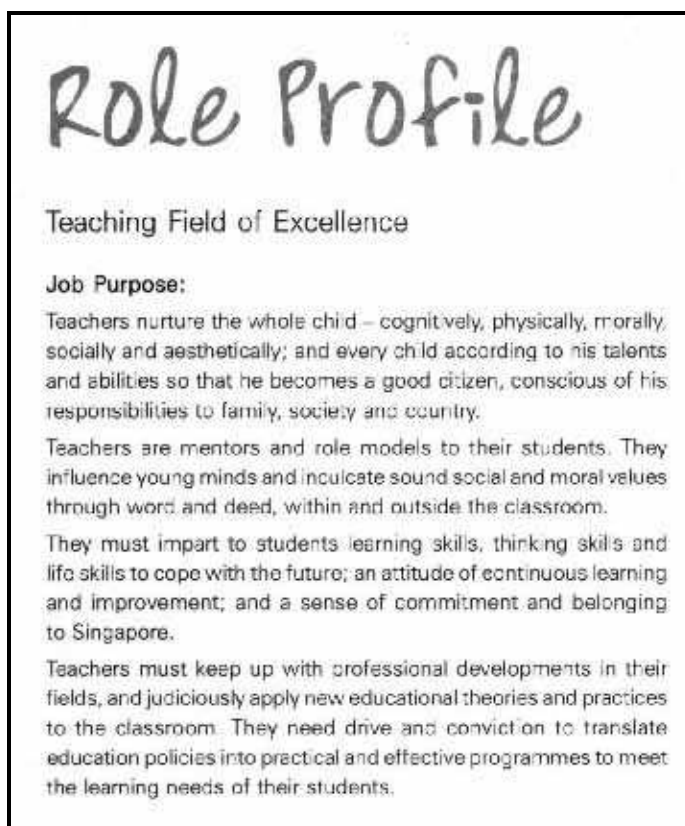 Role Profile
Teaching Field of Excellence
Job Purpose:
Teachers nurture the whole child – cognitively, physically, morally,
socially and aesthetically; and every child according to his talents
and abilities so that he becomes a good citizen, conscious of his
responsibilities to family, society and country.
Teachers are mentors and role models to their students. They
influence young minds and inculcate sound social and moral values
through word and deed, within and outside the classroom.
They must impart to students learning skills, thinking skills and
life skills to cope with the future; an attitude of continuous learning
and improvement; and a sense of commitment and belonging
to Singapore.
Teachers must keep up with professional developments in their
fields, and judiciously apply new educational theories and practices
to the classroom. They need drive and conviction to translate
education policies into practical and effective programmes to meet
the learning needs of their students.